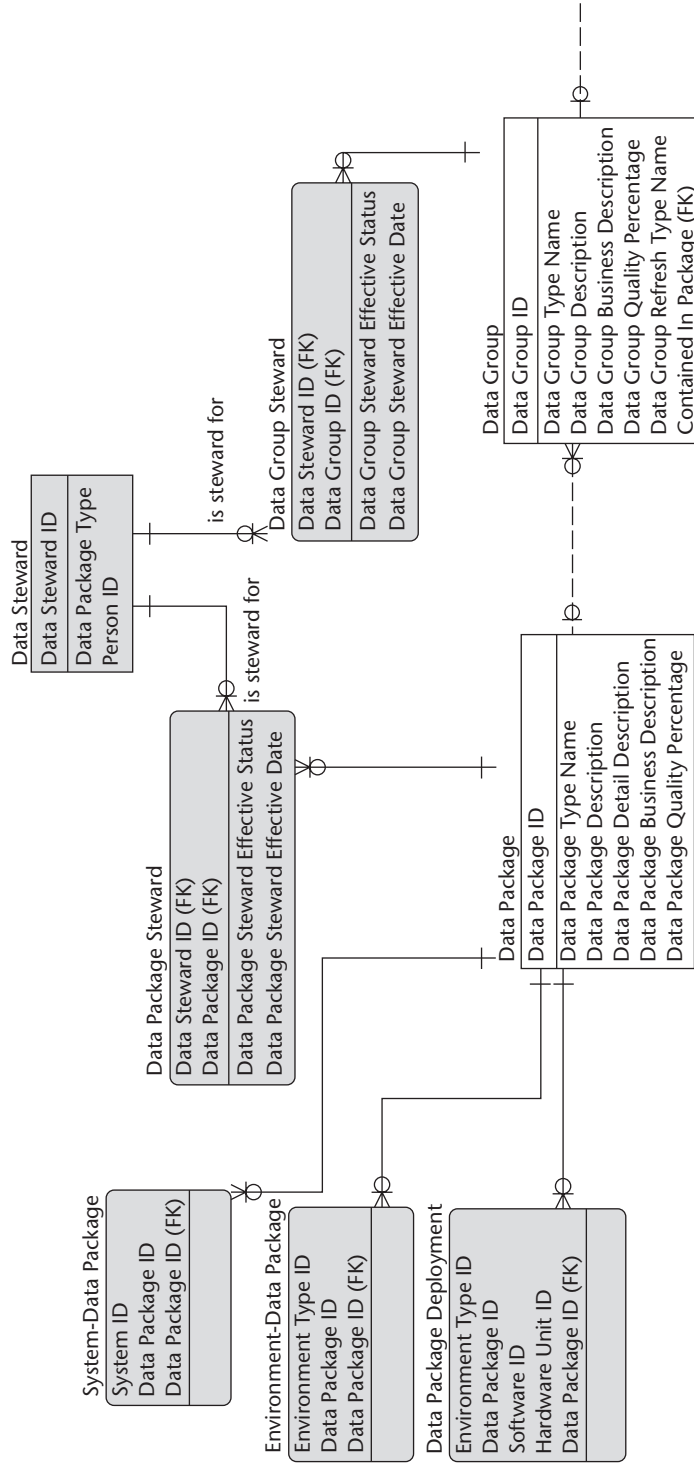 System-Data Package
System ID
Data Package ID
Data Package ID (FK)
Environment-Data Package
Environment Type ID
Data Package ID
Data Package ID (FK)
Data Package Deployment
Environment Type ID
Data Package ID
Software ID
Hardware Unit ID
Data Package ID (FK)
Data Package Steward
Data Steward ID (FK)
Data Package ID (FK)
Data Package Steward Effective Status
Data Package Steward Effective Date
is steward for
Data Package
Data Package ID
Data Package Type Name
Data Package Description
Data Package Detail Description
Data Package Business Description
Data Package Quality Percentage
Data Steward
Data Steward ID
Data Package Type
Person ID
is steward for
Data Group Steward
Data Steward ID (FK)
Data Group ID (FK)
Data Group Steward Effective Status
Data Group Steward Effective Date
Data Group
Data Group ID
Data Group Type Name
Data Group Description
Data Group Business Description
Data Group Quality Percentage
Data Group Refresh Type Name
Contained In Package (FK)